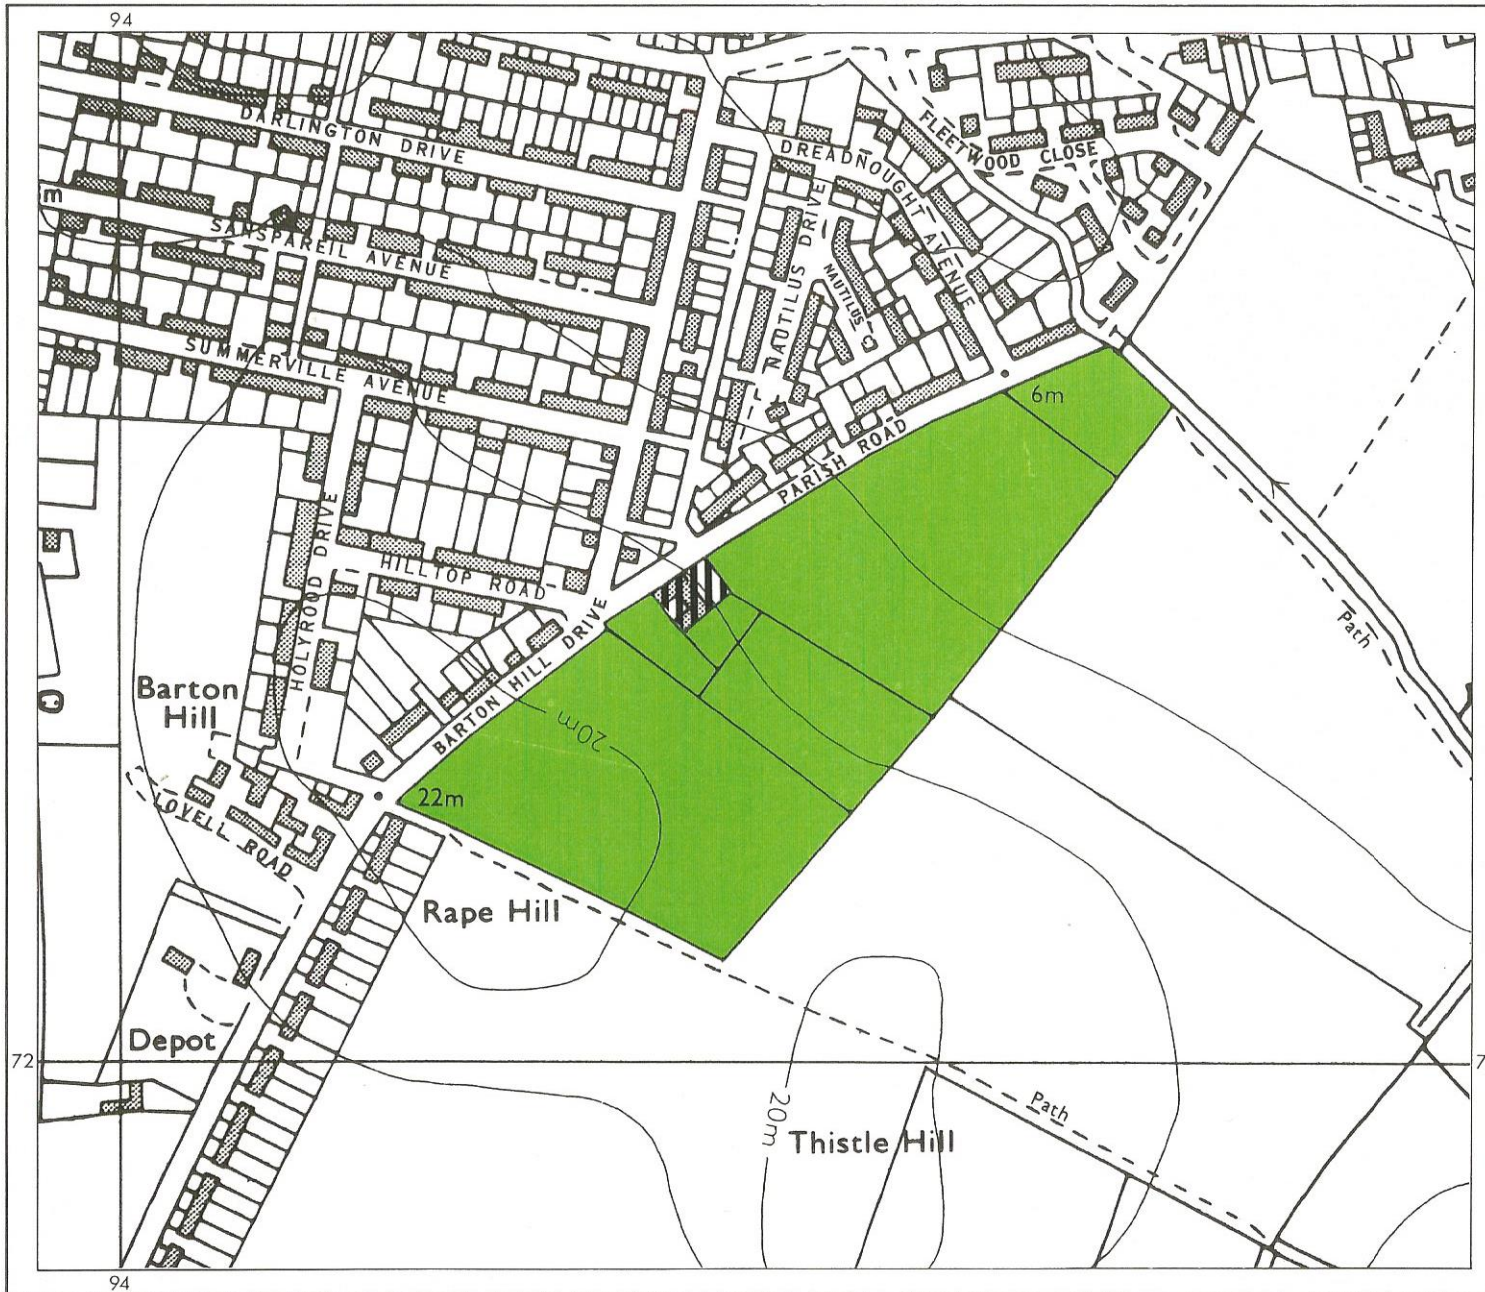 94
DARLINGTON DRIVE
DREADNOUGHT AVENUE
FLEETWOOD CLOSE
m
SANSPAREIL AVENUE
NAUTILUS DRIVE
NAUTILUS
SUMMERVILLE AVENUE
6m
PARISH ROAD
HOLYROOD DRIVE
HILLTOP ROAD
Path
Barton
Hill
BARTON HILL DRIVE
20m
22m
LOVELL ROAD
Rape Hill
Depot
72
7
20m
Path
Thistle Hill
94